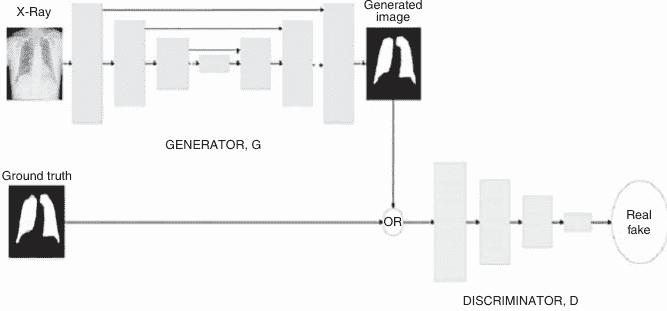 X-Ray
Generated
image
GENERATOR, G
Ground truth
OR
Real
fake
DISCRIMINATOR, D